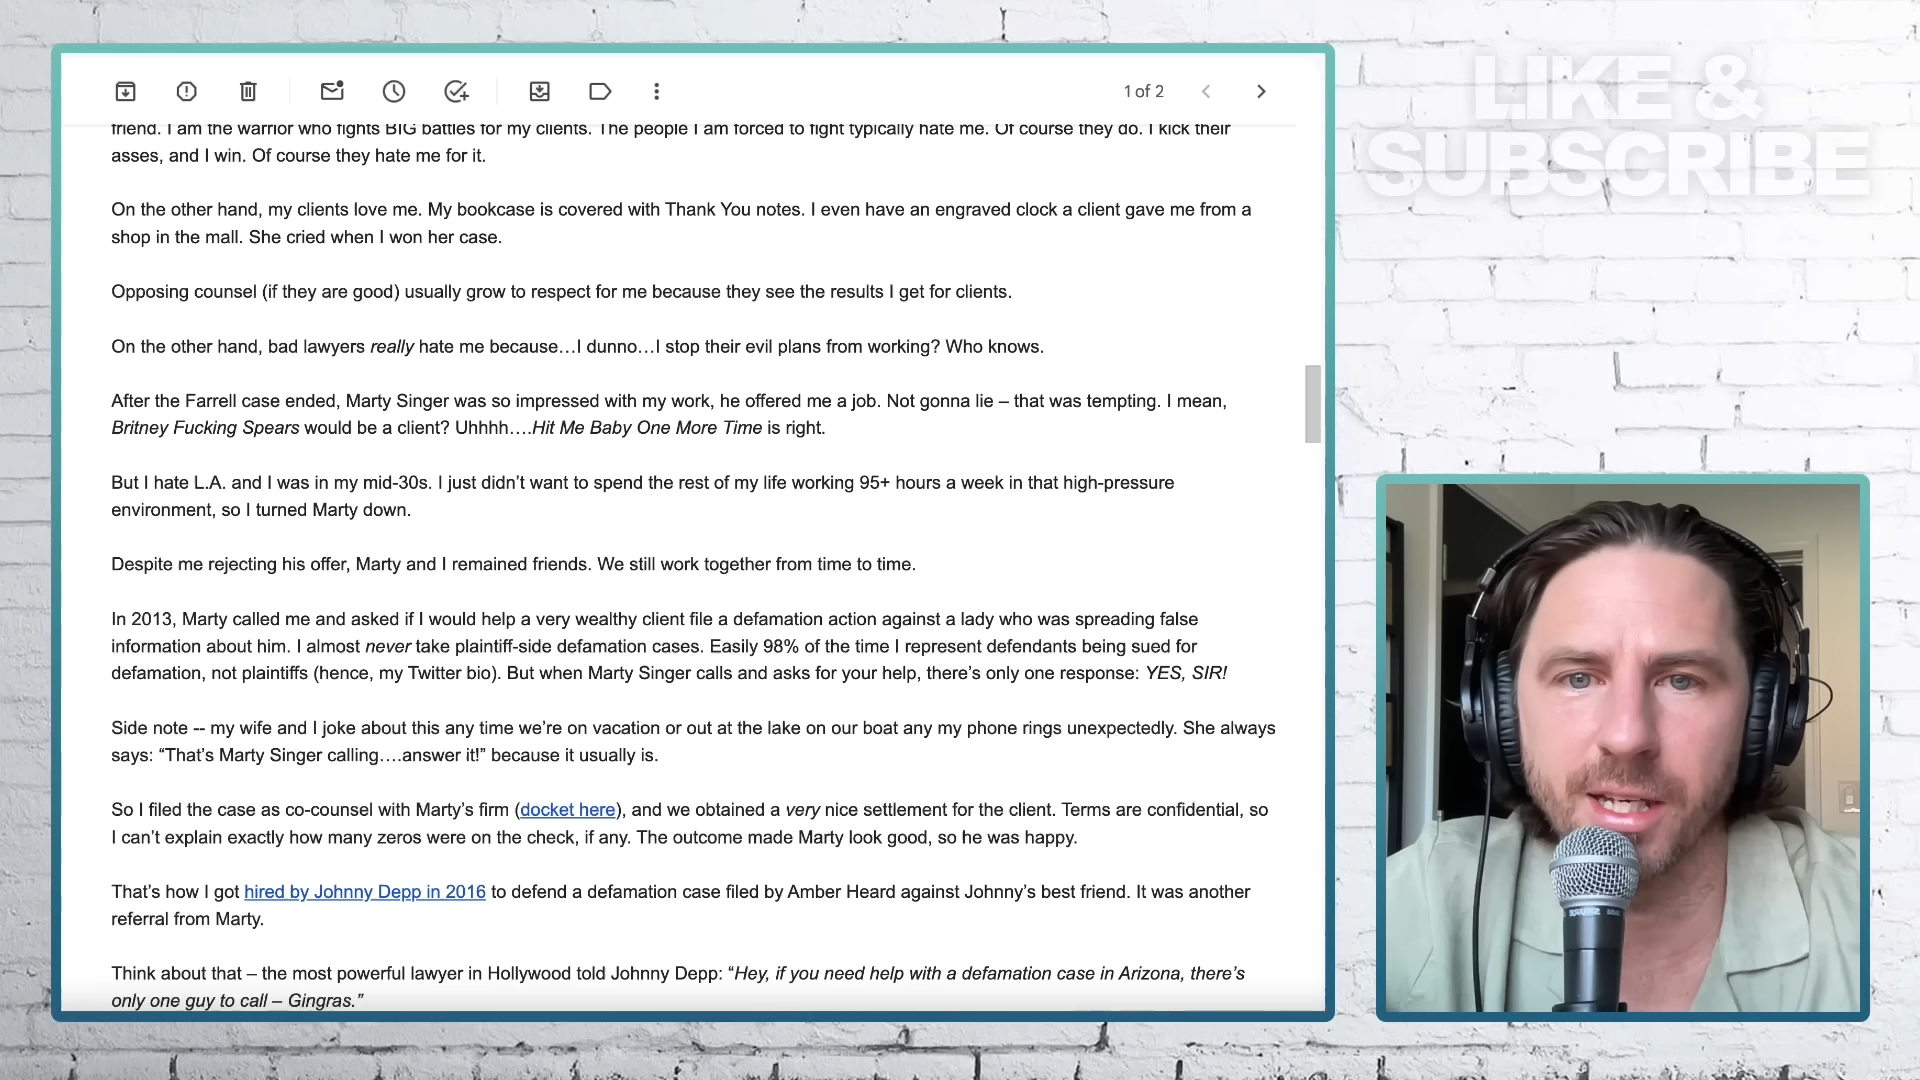 LIKE &
SUBSCRIBE
1 of 2
friend. I am the warrior who fights BIG battles for my clients. The people I am forced to fight typically hate me. Of course they do. I kick their
asses, and I win. Of course they hate me for it.
On the other hand, my clients love me. My bookcase is covered with Thank You notes. I even have an engraved clock a client gave me from a
shop in the mall. She cried when I won her case.
Opposing counsel (if they are good) usually grow to respect for me because they see the results I get for clients.
On the other hand, bad lawyers really hate me because…I dunno…I stop their evil plans from working? Who knows.
After the Farrell case ended, Marty Singer was so impressed with my work, he offered me a job. Not gonna lie – that was tempting. I mean,
Britney Fucking Spears would be a client? Uhhhh….Hit Me Baby One More Time is right.
But I hate L.A. and I was in my mid-30s. I just didn’t want to spend the rest of my life working 95+ hours a week in that high-pressure
environment, so I turned Marty down.
Despite me rejecting his offer, Marty and I remained friends. We still work together from time to time.
In 2013, Marty called me and asked if I would help a very wealthy client file a defamation action against a lady who was spreading false
information about him. I almost never take plaintiff-side defamation cases. Easily 98% of the time I represent defendants being sued for
defamation, not plaintiffs (hence, my Twitter bio). But when Marty Singer calls and asks for your help, there’s only one response: YES, SIR!
Side note -- my wife and I joke about this any time we’re on vacation or out at the lake on our boat any my phone rings unexpectedly. She always
says: “That’s Marty Singer calling….answer it!” because it usually is.
So I filed the case as co-counsel with Marty’s firm (docket here), and we obtained a very nice settlement for the client. Terms are confidential, so
I can’t explain exactly how many zeros were on the check, if any. The outcome made Marty look good, so he was happy.
That’s how I got hired by Johnny Depp in 2016 to defend a defamation case filed by Amber Heard against Johnny’s best friend. It was another
referral from Marty.
Think about that – the most powerful lawyer in Hollywood told Johnny Depp: “Hey, if you need help with a defamation case in Arizona, there’s
only one guy to call – Gingras.”